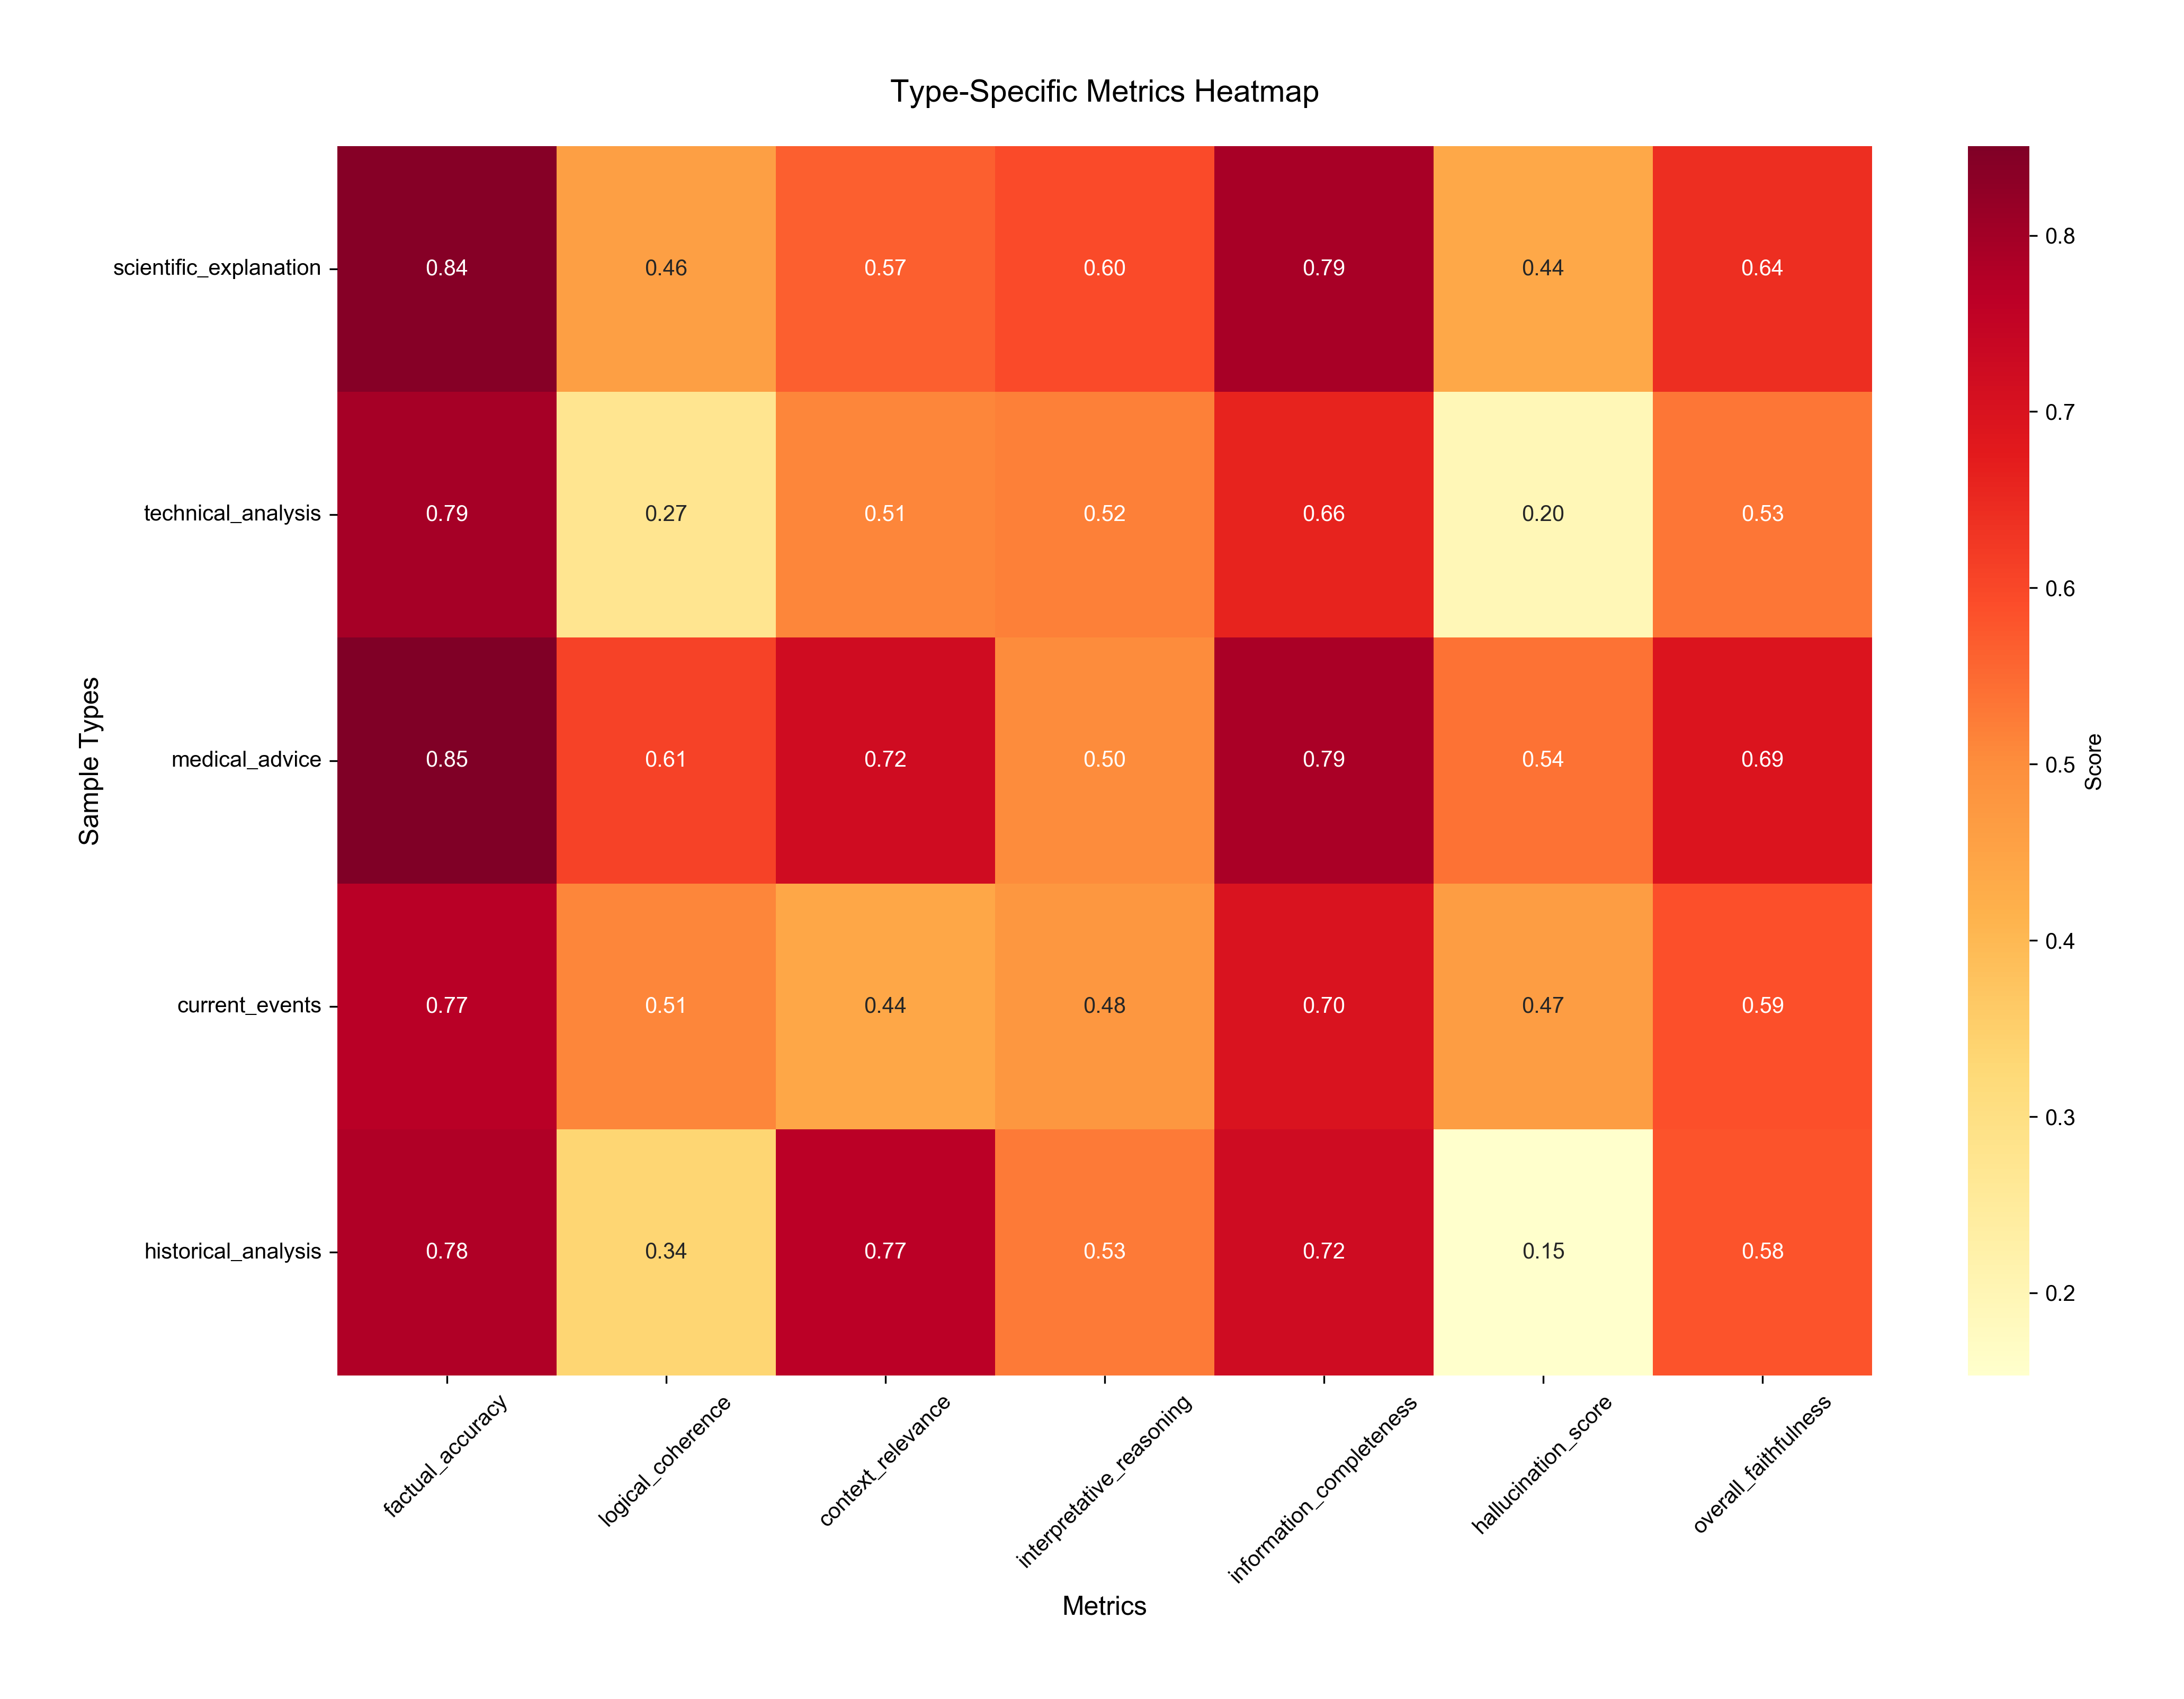 Type-Specific Metrics Heatmap
Sample Types
scientific_explanation 0.84 0.46 0.57 0.60 0.79 0.44 0.64
technical_analysis 0.79 0.27 0.51 0.52 0.66 0.20 0.53
medical_advice 0.85 0.61 0.72 0.50 0.79 0.54 0.69
current_events 0.77 0.51 0.44 0.48 0.70 0.47 0.59
historical_analysis 0.78 0.34 0.77 0.53 0.72 0.15 0.58
factual_accuracy
logical_coherence
context_relevance
interpretative_reasoning
information_completeness
hallucination_score
overall_faithfulness
Metrics
0.8
0.7
0.6
0.5
0.4
0.3
0.2
Score